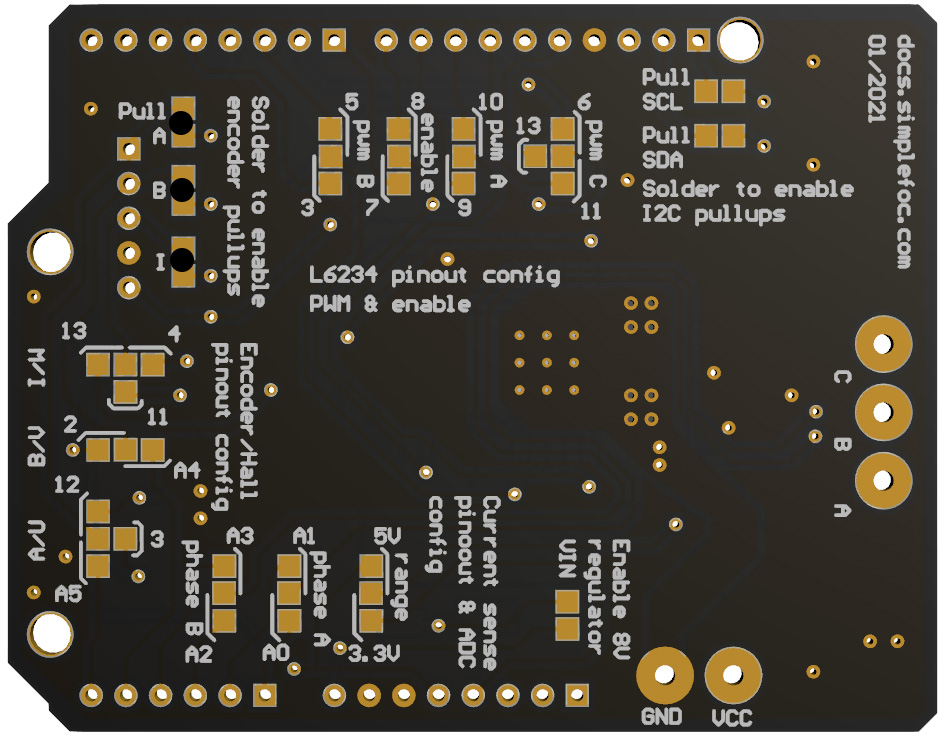 docs.simplefoc.com
01/2021
Pull
SCL
Pull
SDA
Solder to enable
I2C pullups
Pull
A
B
I
Solder to enable
encoder pullups
5
pwm B
3
8
enable
7
10
pwm A
9
6
13
pwm C
11
L6234 pinout config
PWM & enable
13
4
I/W
11
2
B/V
A4
12
A/U
3
A5
Encoder/Hall
pinout config
A3
phase B
A2
A1
phase A
A0
5V
range
3.3V
Current sense
pinoout & ADC
config
Enable 8V
regulator
VIN
C
B
A
GND
VCC